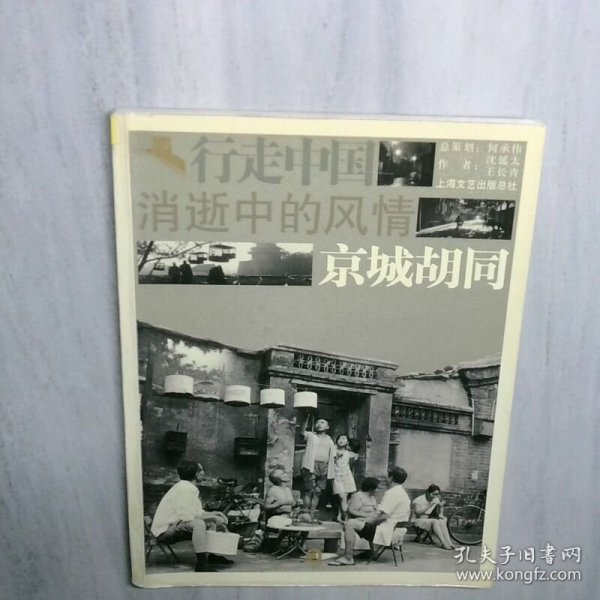 行走中国
总策划：何承伟
作者：沈延太
王长青
上海文艺出版总社
消逝中的风情
京城胡同
孔夫子旧书网
www.kongfz.com